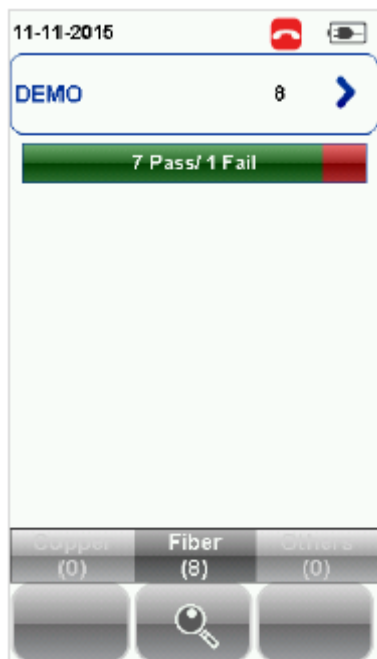 11-11-2015
DEMO 8
7 Pass/ 1 Fail
Copper Fiber Others
(0) (8) (0)